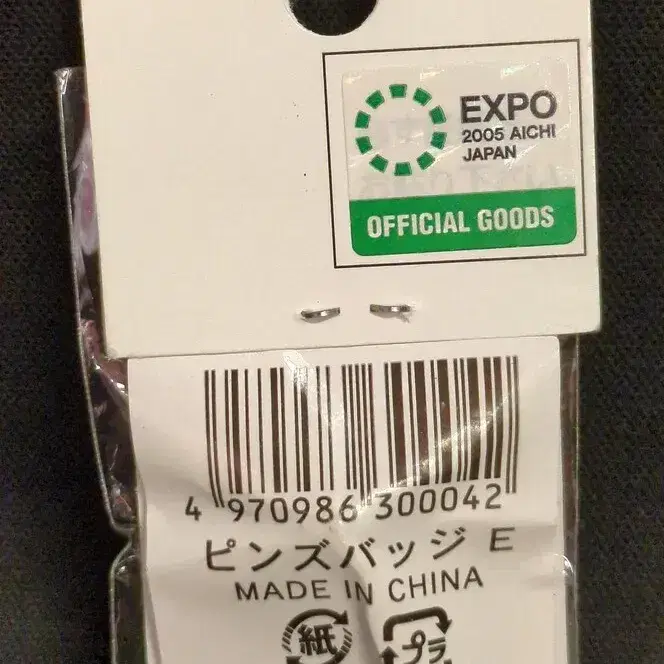 EXPO
2005 AICHI
JAPAN
OFFICIAL GOODS
4 970986 300042
ピンズバッジ E
MADE IN CHINA
紙
プラ